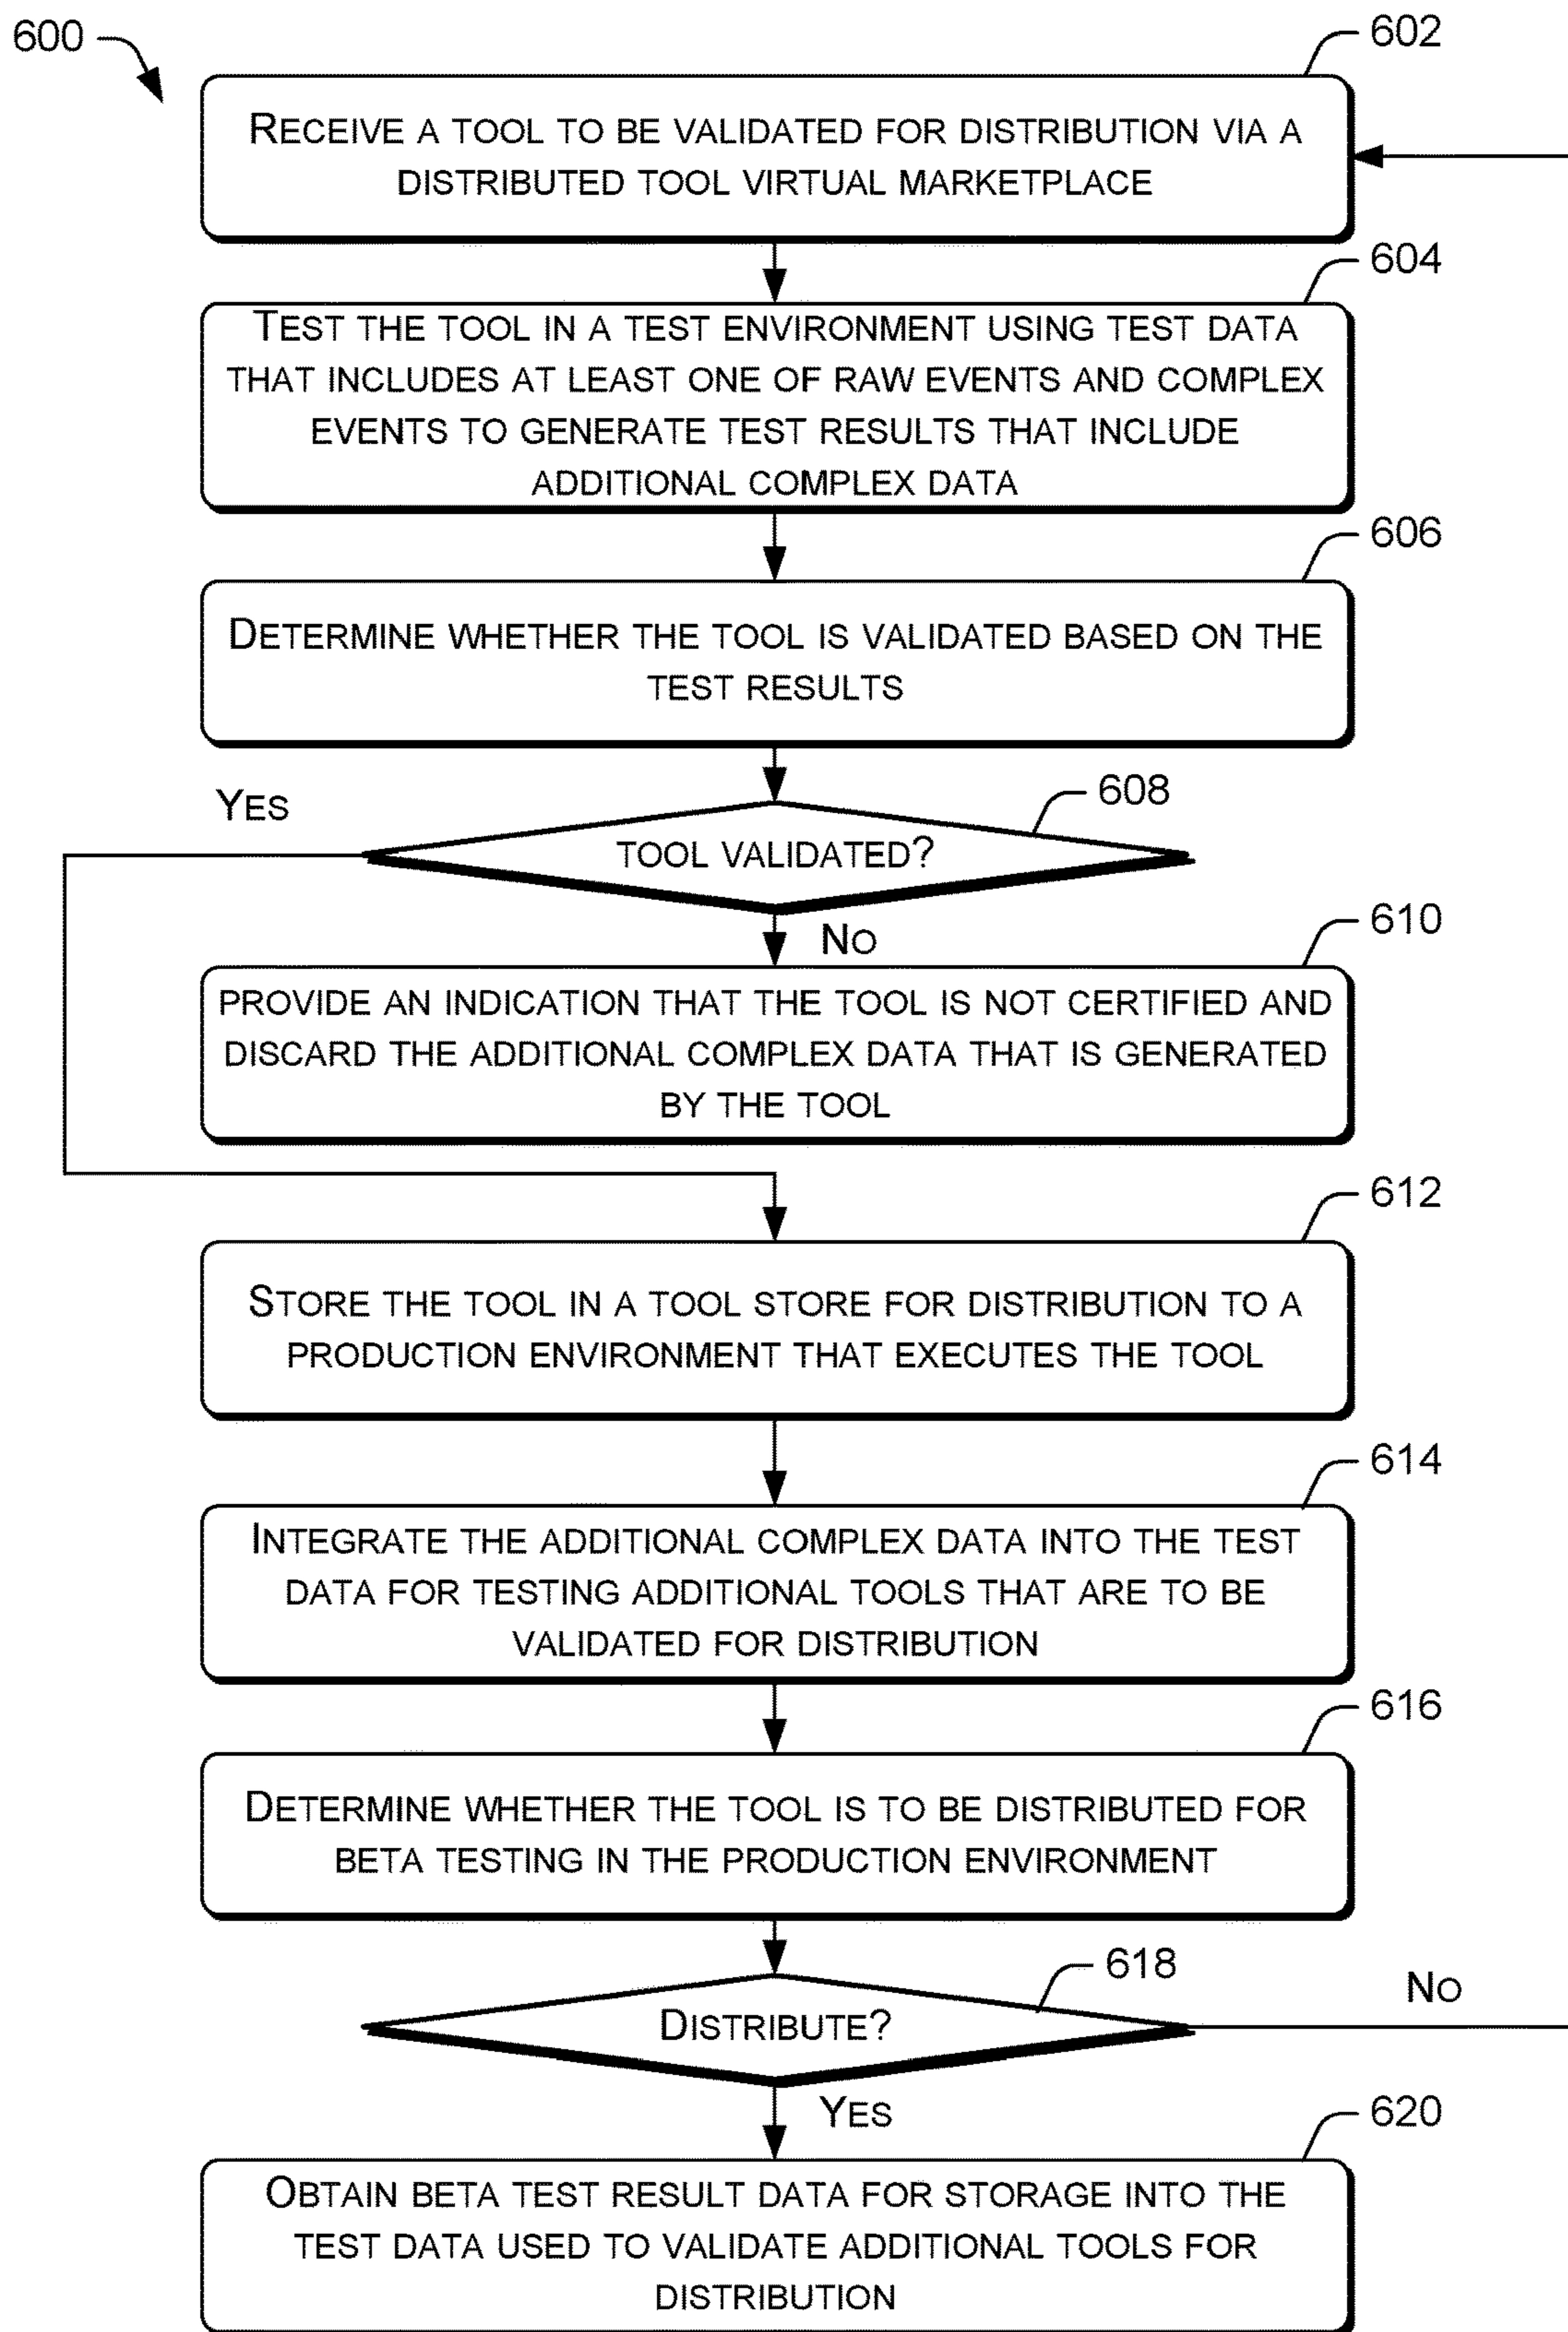 600
602
RECEIVE A TOOL TO BE VALIDATED FOR DISTRIBUTION VIA A
DISTRIBUTED TOOL VIRTUAL MARKETPLACE
604
TEST THE TOOL IN A TEST ENVIRONMENT USING TEST DATA
THAT INCLUDES AT LEAST ONE OF RAW EVENTS AND COMPLEX
EVENTS TO GENERATE TEST RESULTS THAT INCLUDE
ADDITIONAL COMPLEX DATA
606
DETERMINE WHETHER THE TOOL IS VALIDATED BASED ON THE
TEST RESULTS
608
YES
TOOL VALIDATED?
NO
610
PROVIDE AN INDICATION THAT THE TOOL IS NOT CERTIFIED AND
DISCARD THE ADDITIONAL COMPLEX DATA THAT IS GENERATED
BY THE TOOL
612
STORE THE TOOL IN A TOOL STORE FOR DISTRIBUTION TO A
PRODUCTION ENVIRONMENT THAT EXECUTES THE TOOL
614
INTEGRATE THE ADDITIONAL COMPLEX DATA INTO THE TEST
DATA FOR TESTING ADDITIONAL TOOLS THAT ARE TO BE
VALIDATED FOR DISTRIBUTION
616
DETERMINE WHETHER THE TOOL IS TO BE DISTRIBUTED FOR
BETA TESTING IN THE PRODUCTION ENVIRONMENT
618
NO
DISTRIBUTE?
YES
620
OBTAIN BETA TEST RESULT DATA FOR STORAGE INTO THE
TEST DATA USED TO VALIDATE ADDITIONAL TOOLS FOR
DISTRIBUTION